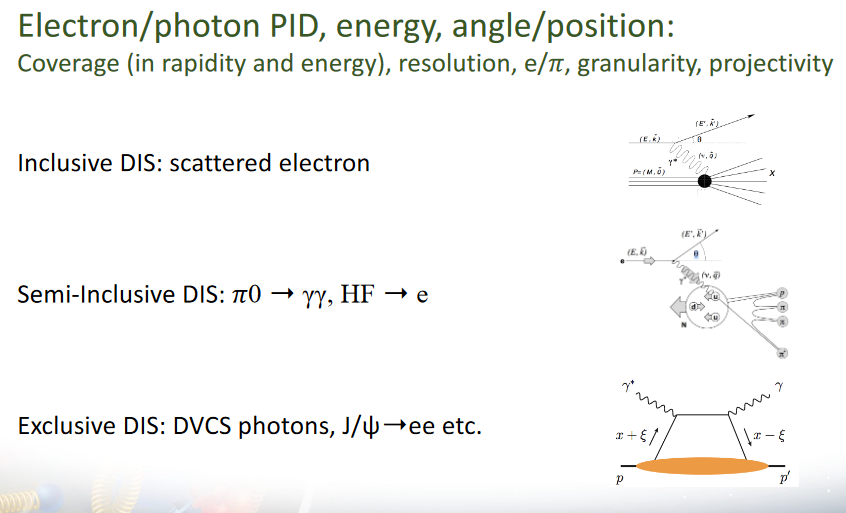 Electron/photon PID, energy, angle/position:
Coverage (in rapidity and energy), resolution, e/π, granularity, projectivity
Inclusive DIS: scattered electron
(E', k⃗')
(E, k⃗)
θ
γ*
(ν, q⃗)
P=(M, 0⃗)
X
Semi-Inclusive DIS: π0 → γγ, HF → e
(E', k⃗')
(E, k⃗)
θ
e
(ν, q⃗)
γ*
u
d
u
N
p
π
π
Exclusive DIS: DVCS photons, J/ψ→ee etc.
γ*
γ
x + ξ
x − ξ
p
p'